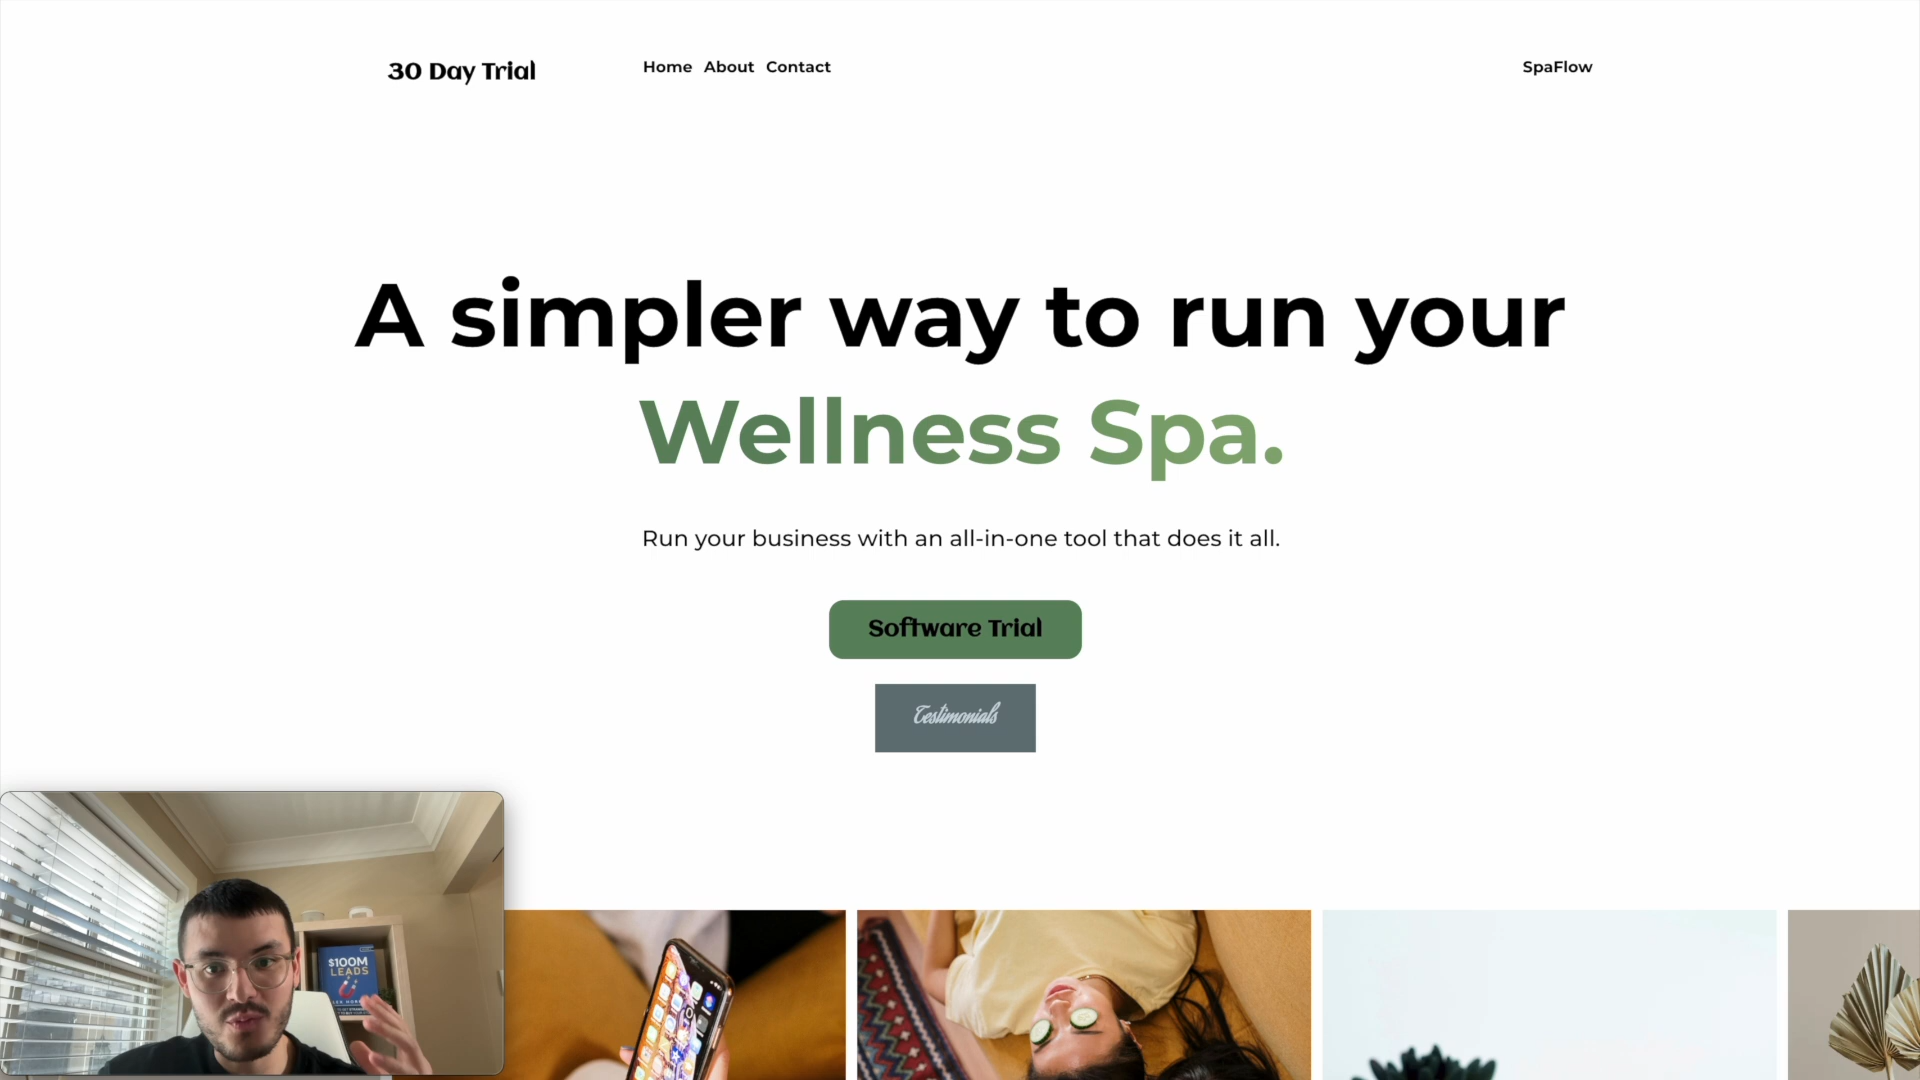 30 Day Trial
Home About Contact
SpaFlow
A simpler way to run your
Wellness Spa.
Run your business with an all-in-one tool that does it all.
Software Trial
Testimonials
$100M
LEADS